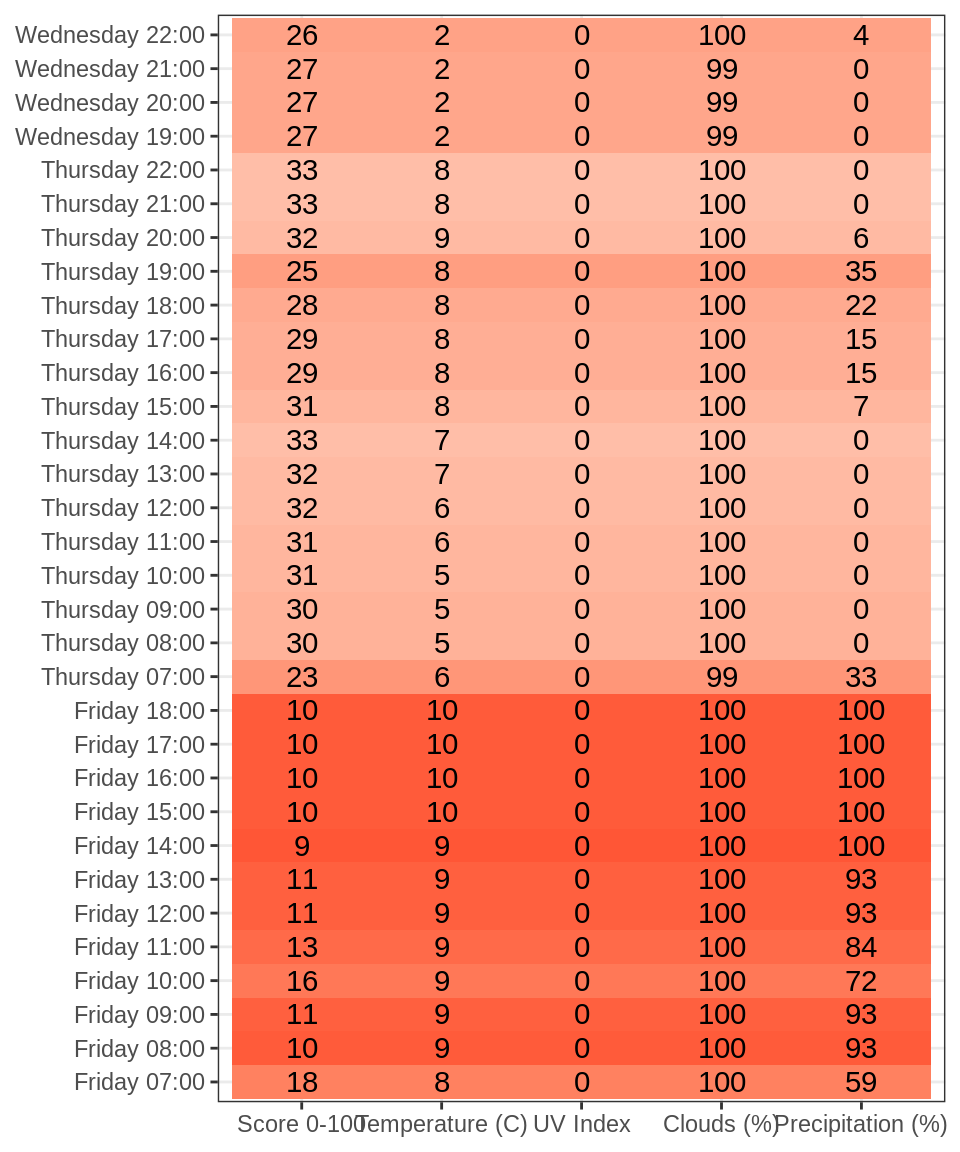 Wednesday 22:00 26 2 0 100 4
Wednesday 21:00 27 2 0 99 0
Wednesday 20:00 27 2 0 99 0
Wednesday 19:00 27 2 0 99 0
Thursday 22:00 33 8 0 100 0
Thursday 21:00 33 8 0 100 0
Thursday 20:00 32 9 0 100 6
Thursday 19:00 25 8 0 100 35
Thursday 18:00 28 8 0 100 22
Thursday 17:00 29 8 0 100 15
Thursday 16:00 29 8 0 100 15
Thursday 15:00 31 8 0 100 7
Thursday 14:00 33 7 0 100 0
Thursday 13:00 32 7 0 100 0
Thursday 12:00 32 6 0 100 0
Thursday 11:00 31 6 0 100 0
Thursday 10:00 31 5 0 100 0
Thursday 09:00 30 5 0 100 0
Thursday 08:00 30 5 0 100 0
Thursday 07:00 23 6 0 99 33
Friday 18:00 10 10 0 100 100
Friday 17:00 10 10 0 100 100
Friday 16:00 10 10 0 100 100
Friday 15:00 10 10 0 100 100
Friday 14:00 9 9 0 100 100
Friday 13:00 11 9 0 100 93
Friday 12:00 11 9 0 100 93
Friday 11:00 13 9 0 100 84
Friday 10:00 16 9 0 100 72
Friday 09:00 11 9 0 100 93
Friday 08:00 10 9 0 100 93
Friday 07:00 18 8 0 100 59
Score 0-100 Temperature (C) UV Index Clouds (%) Precipitation (%)